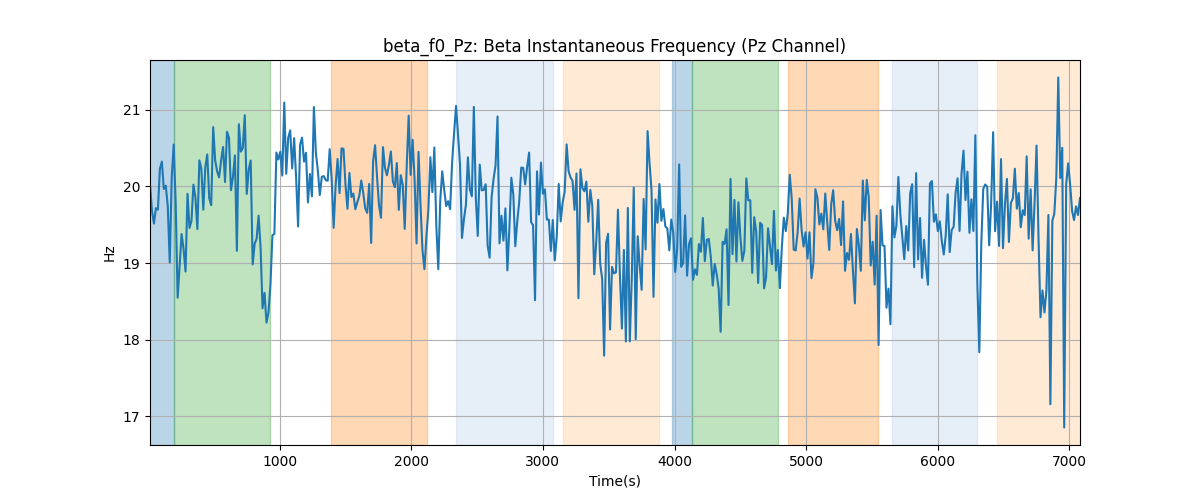 beta_f0_Pz: Beta Instantaneous Frequency (Pz Channel)
Hz
21
20
19
18
17
1000 2000 3000 4000 5000 6000 7000
Time(s)